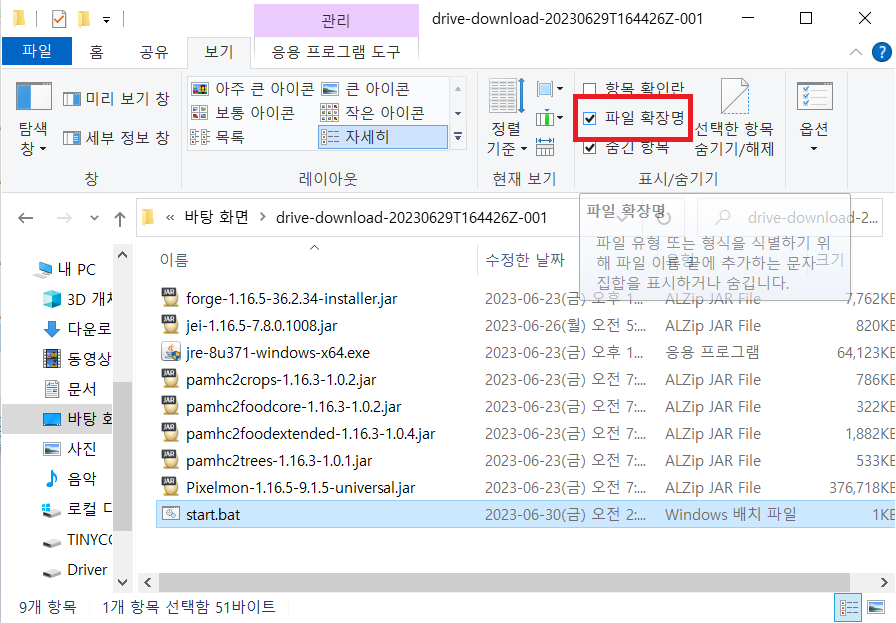 관리
drive-download-20230629T164426Z-001
파일
홈
공유
보기
응용 프로그램 도구
탐색
창
미리 보기 창
세부 정보 창
창
아주 큰 아이콘
큰 아이콘
보통 아이콘
작은 아이콘
목록
자세히
레이아웃
정렬
기준
현재 보기
항목 확인란
파일 확장명
숨긴 항목
선택한 항목
숨기기/해제
표시/숨기기
옵션
« 바탕 화면 > drive-download-20230629T164426Z-001
drive-download-2...
파일 확장명
파일 유형 또는 형식을 식별하기 위
해 파일 이름 끝에 추가하는 문자
집합을 표시하거나 숨깁니다.
이름
수정한 날짜
유형
크기
내 PC
3D 개체
다운로
동영상
문서
바탕 화
사진
음악
로컬 디
TINYCO
Driver
forge-1.16.5-36.2.34-installer.jar 2023-06-23(금) 오후 1... ALZip JAR File 7,762KB
jei-1.16.5-7.8.0.1008.jar 2023-06-26(월) 오전 5:... ALZip JAR File 820KB
jre-8u371-windows-x64.exe 2023-06-23(금) 오후 1... 응용 프로그램 64,123KB
pamhc2crops-1.16.3-1.0.2.jar 2023-06-23(금) 오전 7:... ALZip JAR File 786KB
pamhc2foodcore-1.16.3-1.0.2.jar 2023-06-23(금) 오전 7:... ALZip JAR File 322KB
pamhc2foodextended-1.16.3-1.0.4.jar 2023-06-23(금) 오전 7:... ALZip JAR File 1,882KB
pamhc2trees-1.16.3-1.0.1.jar 2023-06-23(금) 오전 7:... ALZip JAR File 533KB
Pixelmon-1.16.5-9.1.5-universal.jar 2023-06-23(금) 오전 7:... ALZip JAR File 376,718KB
start.bat 2023-06-30(금) 오전 2:... Windows 배치 파일 1KB
9개 항목
1개 항목 선택함 51바이트